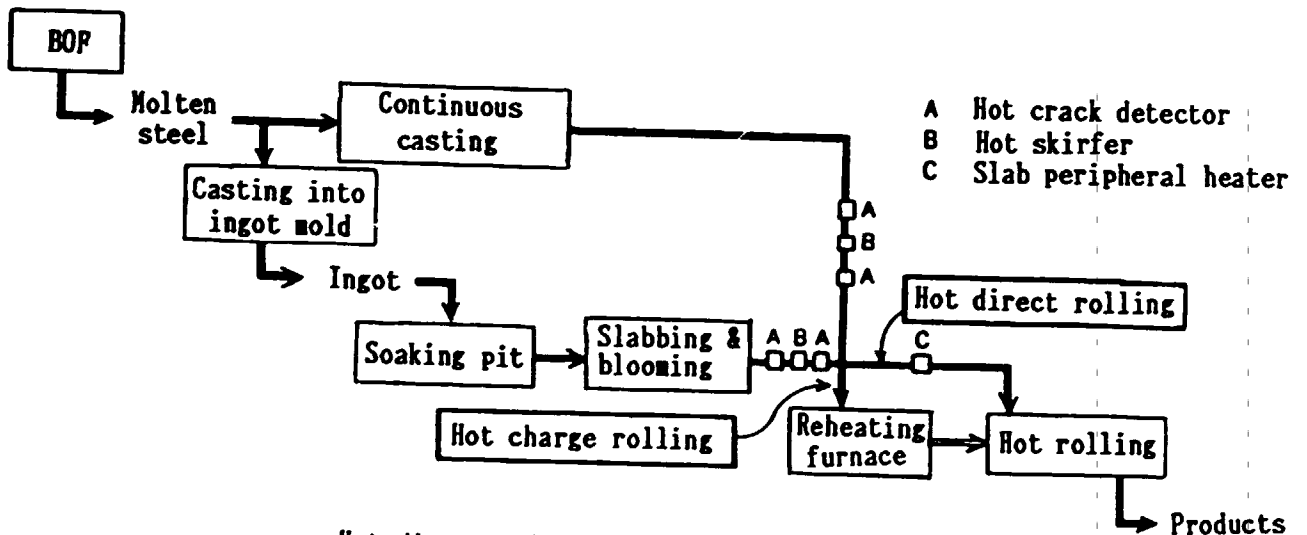 BOF
Molten
steel
Continuous
casting
A Hot crack detector
B Hot skirfer
C Slab peripheral heater
Casting into
ingot mold
A
B
A
Ingot
Hot direct rolling
Soaking pit
Slabbing &
blooming
A B A
C
Hot charge rolling
Reheating
furnace
Hot rolling
Products